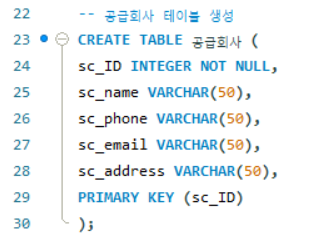 22 -- 공급회사 테이블 생성
23 CREATE TABLE 공급회사 (
24 sc_ID INTEGER NOT NULL,
25 sc_name VARCHAR(50),
26 sc_phone VARCHAR(50),
27 sc_email VARCHAR(50),
28 sc_address VARCHAR(50),
29 PRIMARY KEY (sc_ID)
30 );